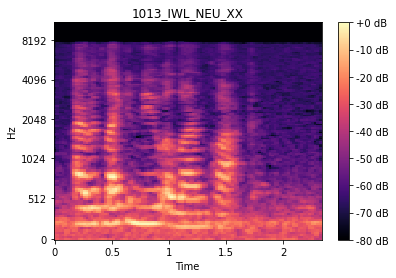 1013_IWL_NEU_XX
+0 dB
8192
-10 dB
4096
-20 dB
-30 dB
2048
Hz
-40 dB
1024
-50 dB
512
-60 dB
-70 dB
0
-80 dB
0 0.5 1 1.5 2
Time